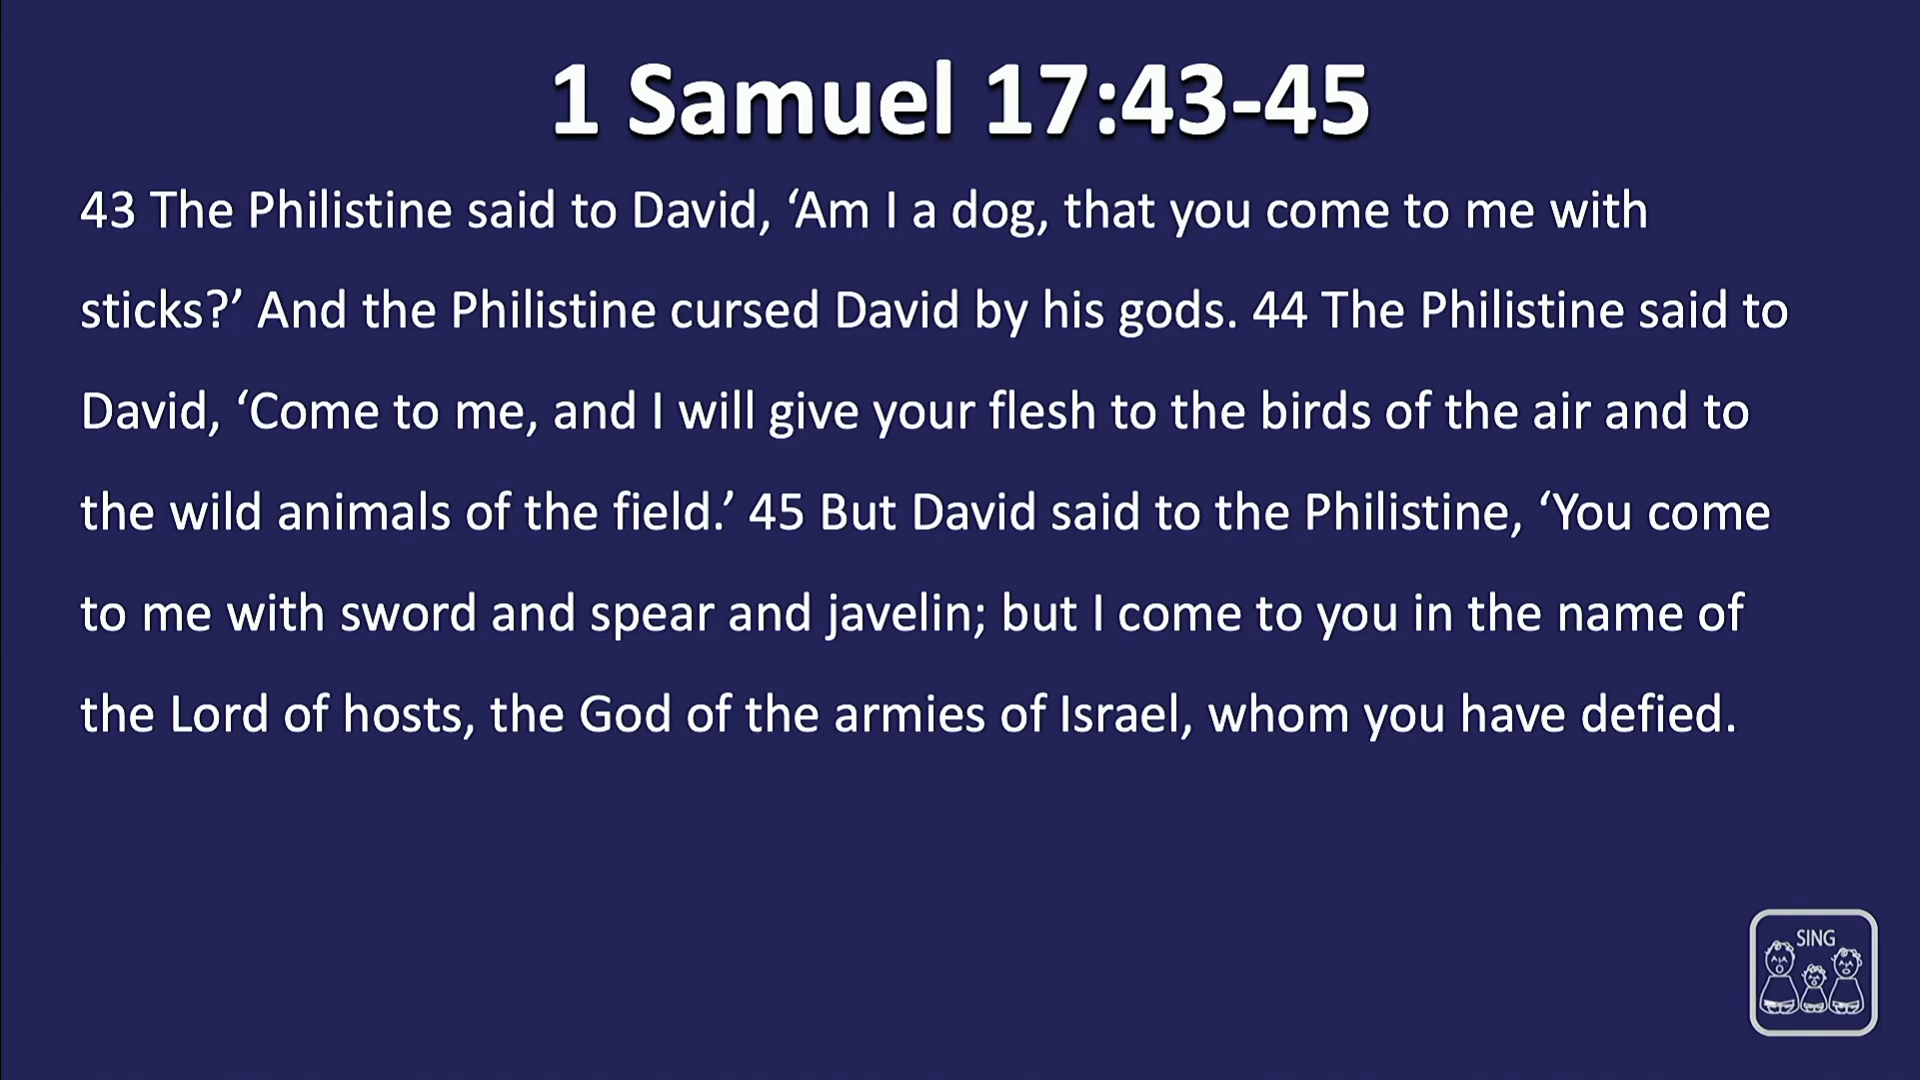 1 Samuel 17:43-45
43 The Philistine said to David, ‘Am I a dog, that you come to me with
sticks?’ And the Philistine cursed David by his gods. 44 The Philistine said to
David, ‘Come to me, and I will give your flesh to the birds of the air and to
the wild animals of the field.’ 45 But David said to the Philistine, ‘You come
to me with sword and spear and javelin; but I come to you in the name of
the Lord of hosts, the God of the armies of Israel, whom you have defied.
SING